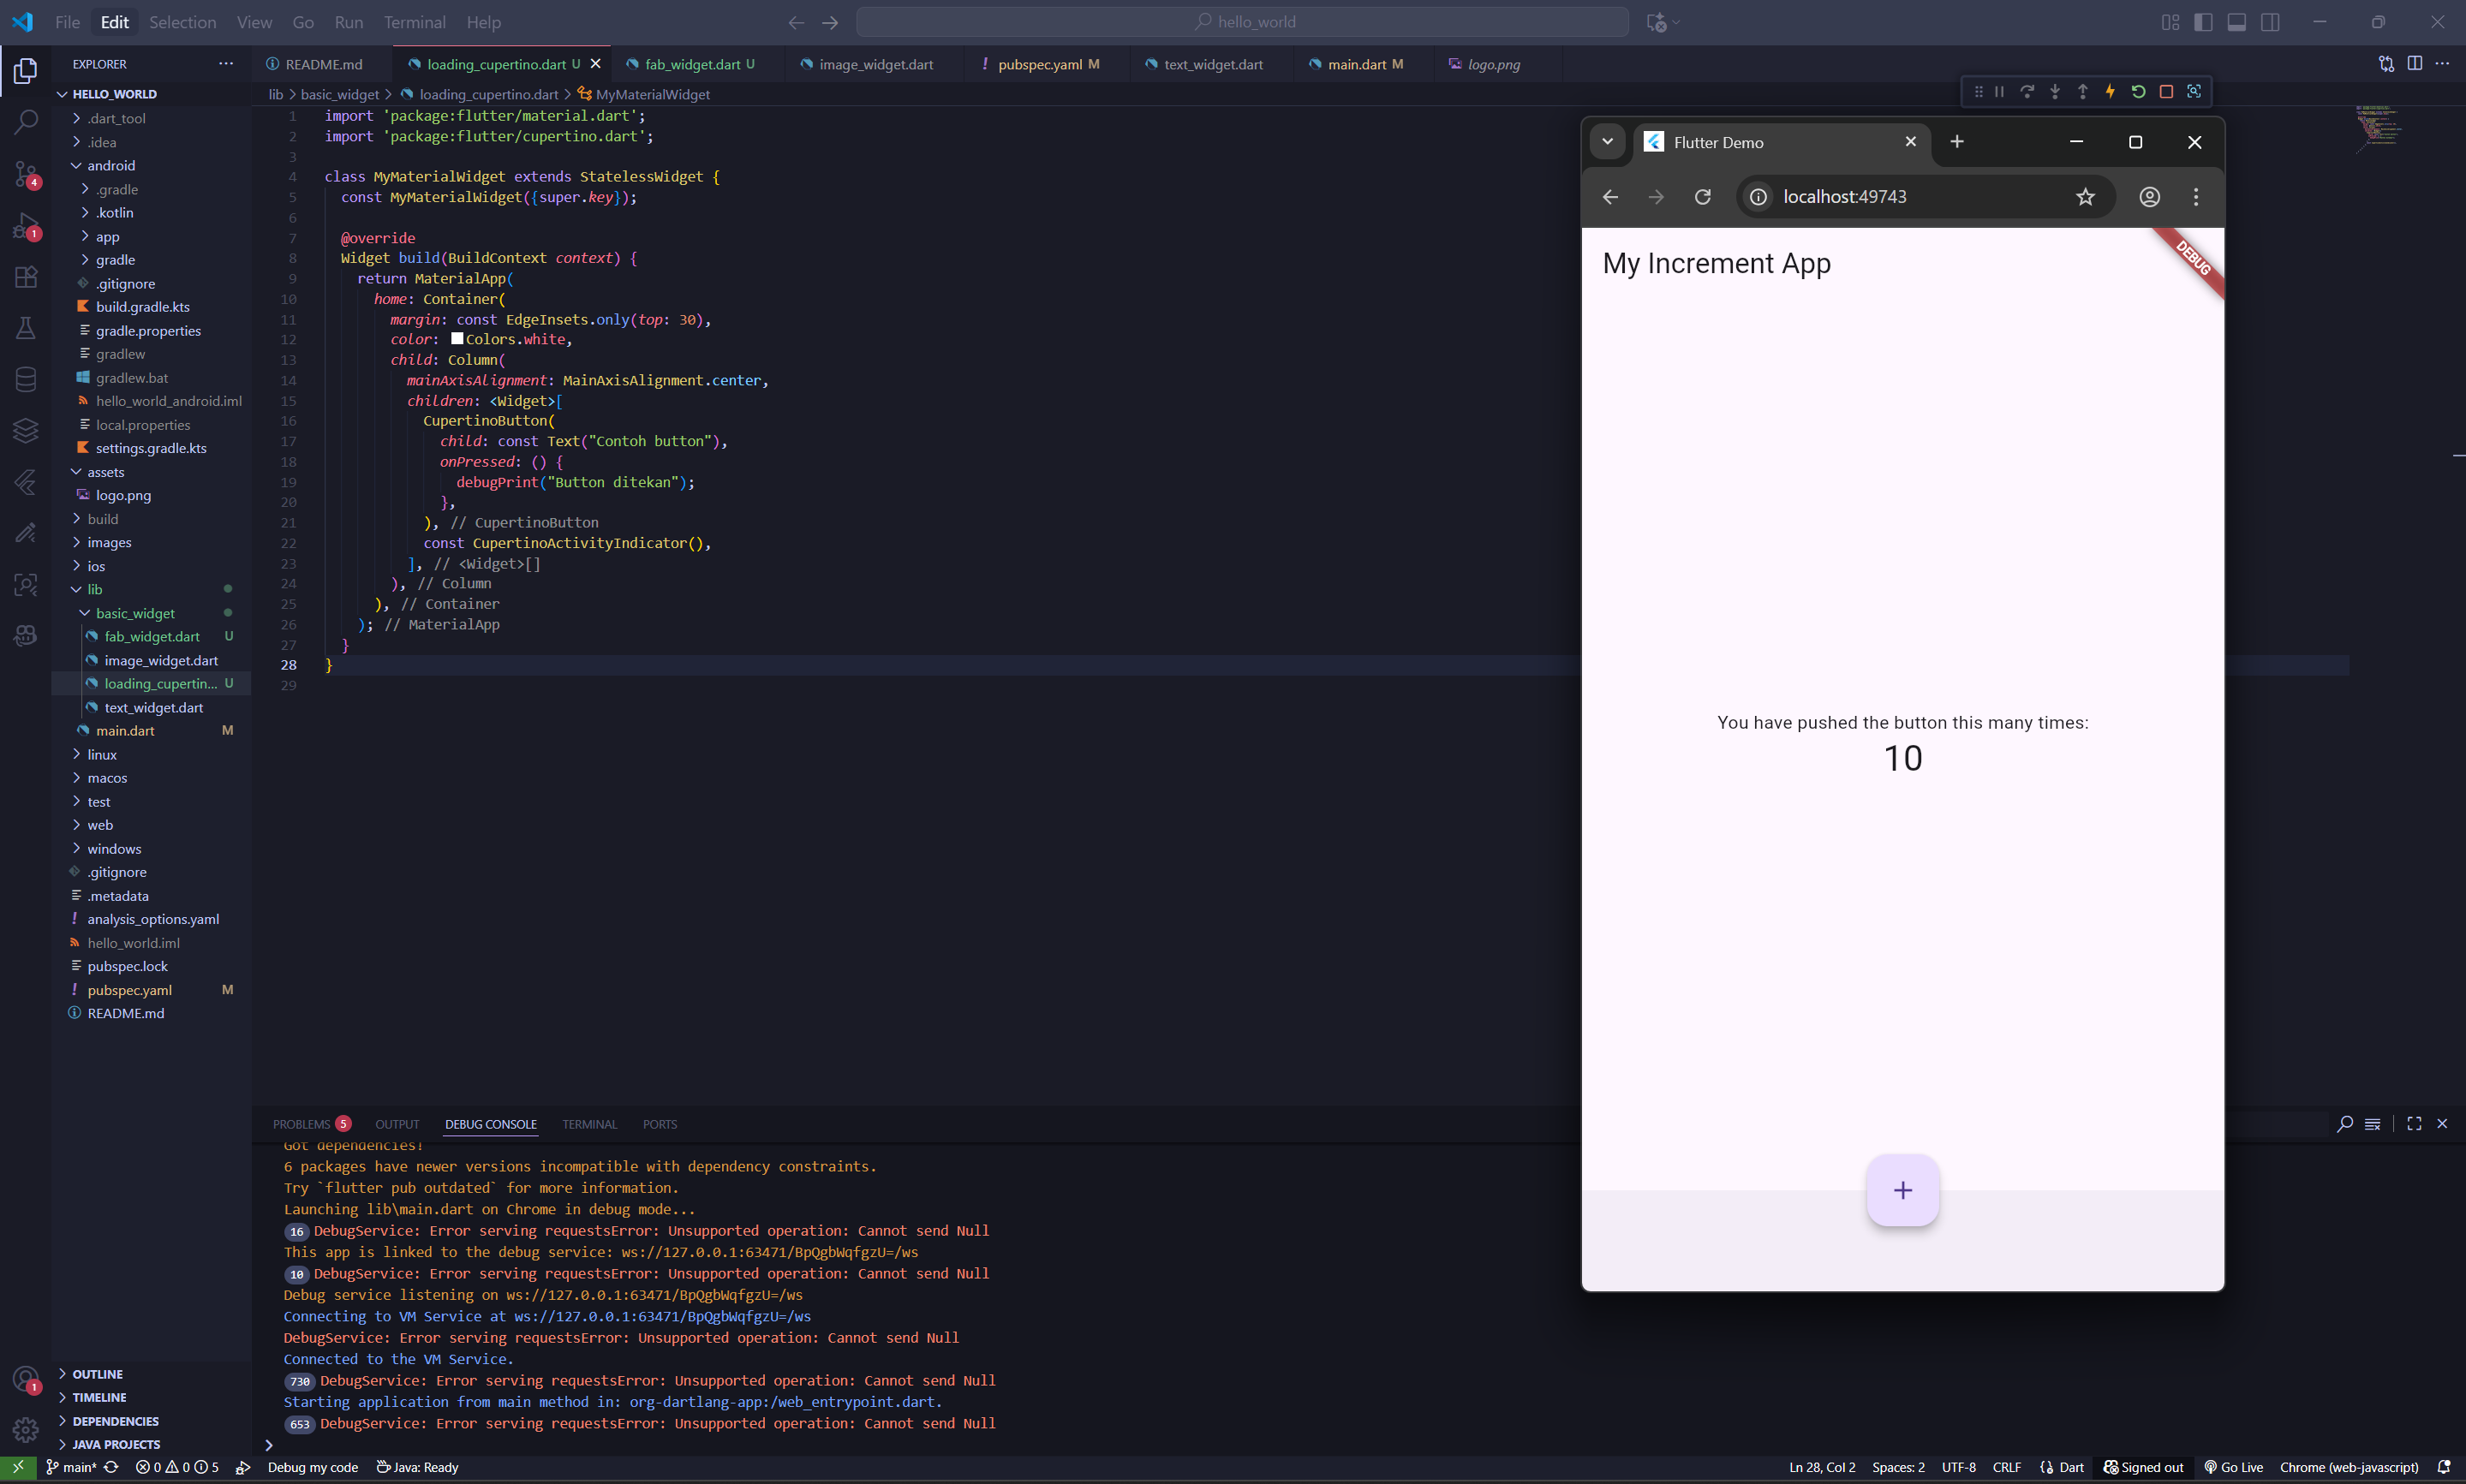 File Edit Selection View Go Run Terminal Help
hello_world
EXPLORER
HELLO_WORLD
.dart_tool
.idea
android
.gradle
.kotlin
app
gradle
.gitignore
build.gradle.kts
gradle.properties
gradlew
gradlew.bat
hello_world_android.iml
local.properties
settings.gradle.kts
assets
logo.png
build
images
ios
lib
basic_widget
fab_widget.dart U
image_widget.dart
loading_cupertin... U
text_widget.dart
main.dart M
linux
macos
test
web
windows
.gitignore
.metadata
analysis_options.yaml
hello_world.iml
pubspec.lock
pubspec.yaml M
README.md
OUTLINE
TIMELINE
DEPENDENCIES
JAVA PROJECTS
4
1
1
README.md loading_cupertino.dart U fab_widget.dart U image_widget.dart pubspec.yaml M text_widget.dart main.dart M logo.png
lib > basic_widget > loading_cupertino.dart > MyMaterialWidget
1 import 'package:flutter/material.dart';
2 import 'package:flutter/cupertino.dart';
3
4 class MyMaterialWidget extends StatelessWidget {
5 const MyMaterialWidget({super.key});
6
7 @override
8 Widget build(BuildContext context) {
9 return MaterialApp(
10 home: Container(
11 margin: const EdgeInsets.only(top: 30),
12 color: Colors.white,
13 child: Column(
14 mainAxisAlignment: MainAxisAlignment.center,
15 children: <Widget>[
16 CupertinoButton(
17 child: const Text("Contoh button"),
18 onPressed: () {
19 debugPrint("Button ditekan");
20 },
21 ), // CupertinoButton
22 const CupertinoActivityIndicator(),
23 ], // <Widget>[]
24 ), // Column
25 ), // Container
26 ); // MaterialApp
27 }
28 }
29
Flutter Demo
localhost:49743
My Increment App
DEBUG
You have pushed the button this many times:
10
+
PROBLEMS 5 OUTPUT DEBUG CONSOLE TERMINAL PORTS
Got dependencies!
6 packages have newer versions incompatible with dependency constraints.
Try `flutter pub outdated` for more information.
Launching lib\main.dart on Chrome in debug mode...
16 DebugService: Error serving requestsError: Unsupported operation: Cannot send Null
This app is linked to the debug service: ws://127.0.0.1:63471/BpQgbWqfgzU=/ws
10 DebugService: Error serving requestsError: Unsupported operation: Cannot send Null
Debug service listening on ws://127.0.0.1:63471/BpQgbWqfgzU=/ws
Connecting to VM Service at ws://127.0.0.1:63471/BpQgbWqfgzU=/ws
DebugService: Error serving requestsError: Unsupported operation: Cannot send Null
Connected to the VM Service.
730 DebugService: Error serving requestsError: Unsupported operation: Cannot send Null
Starting application from main method in: org-dartlang-app:/web_entrypoint.dart.
653 DebugService: Error serving requestsError: Unsupported operation: Cannot send Null
main* 0 0 5 Debug my code Java: Ready Ln 28, Col 2 Spaces: 2 UTF-8 CRLF Dart Signed out Go Live Chrome (web-javascript)